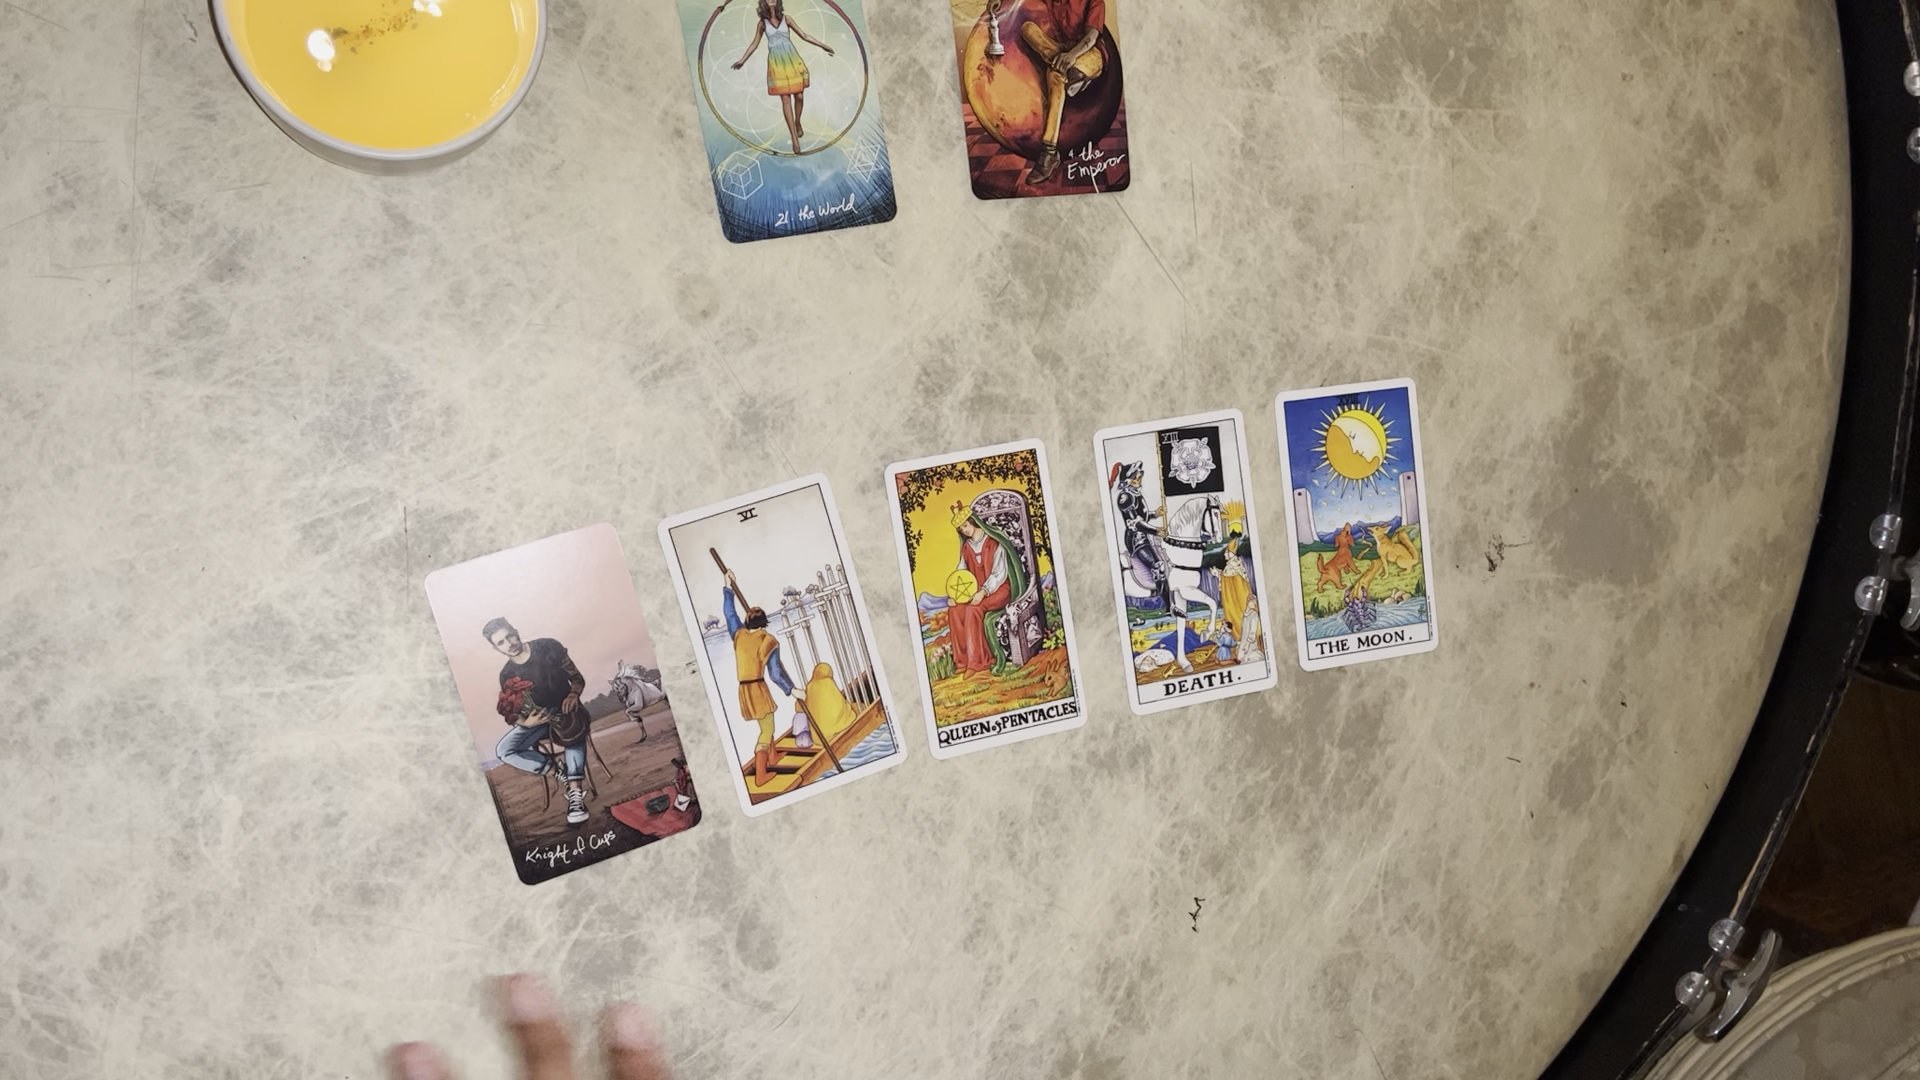 21. the World
4 the
Emperor
Knight of Cups
VI
QUEEN of PENTACLES
XIII
DEATH.
THE MOON.